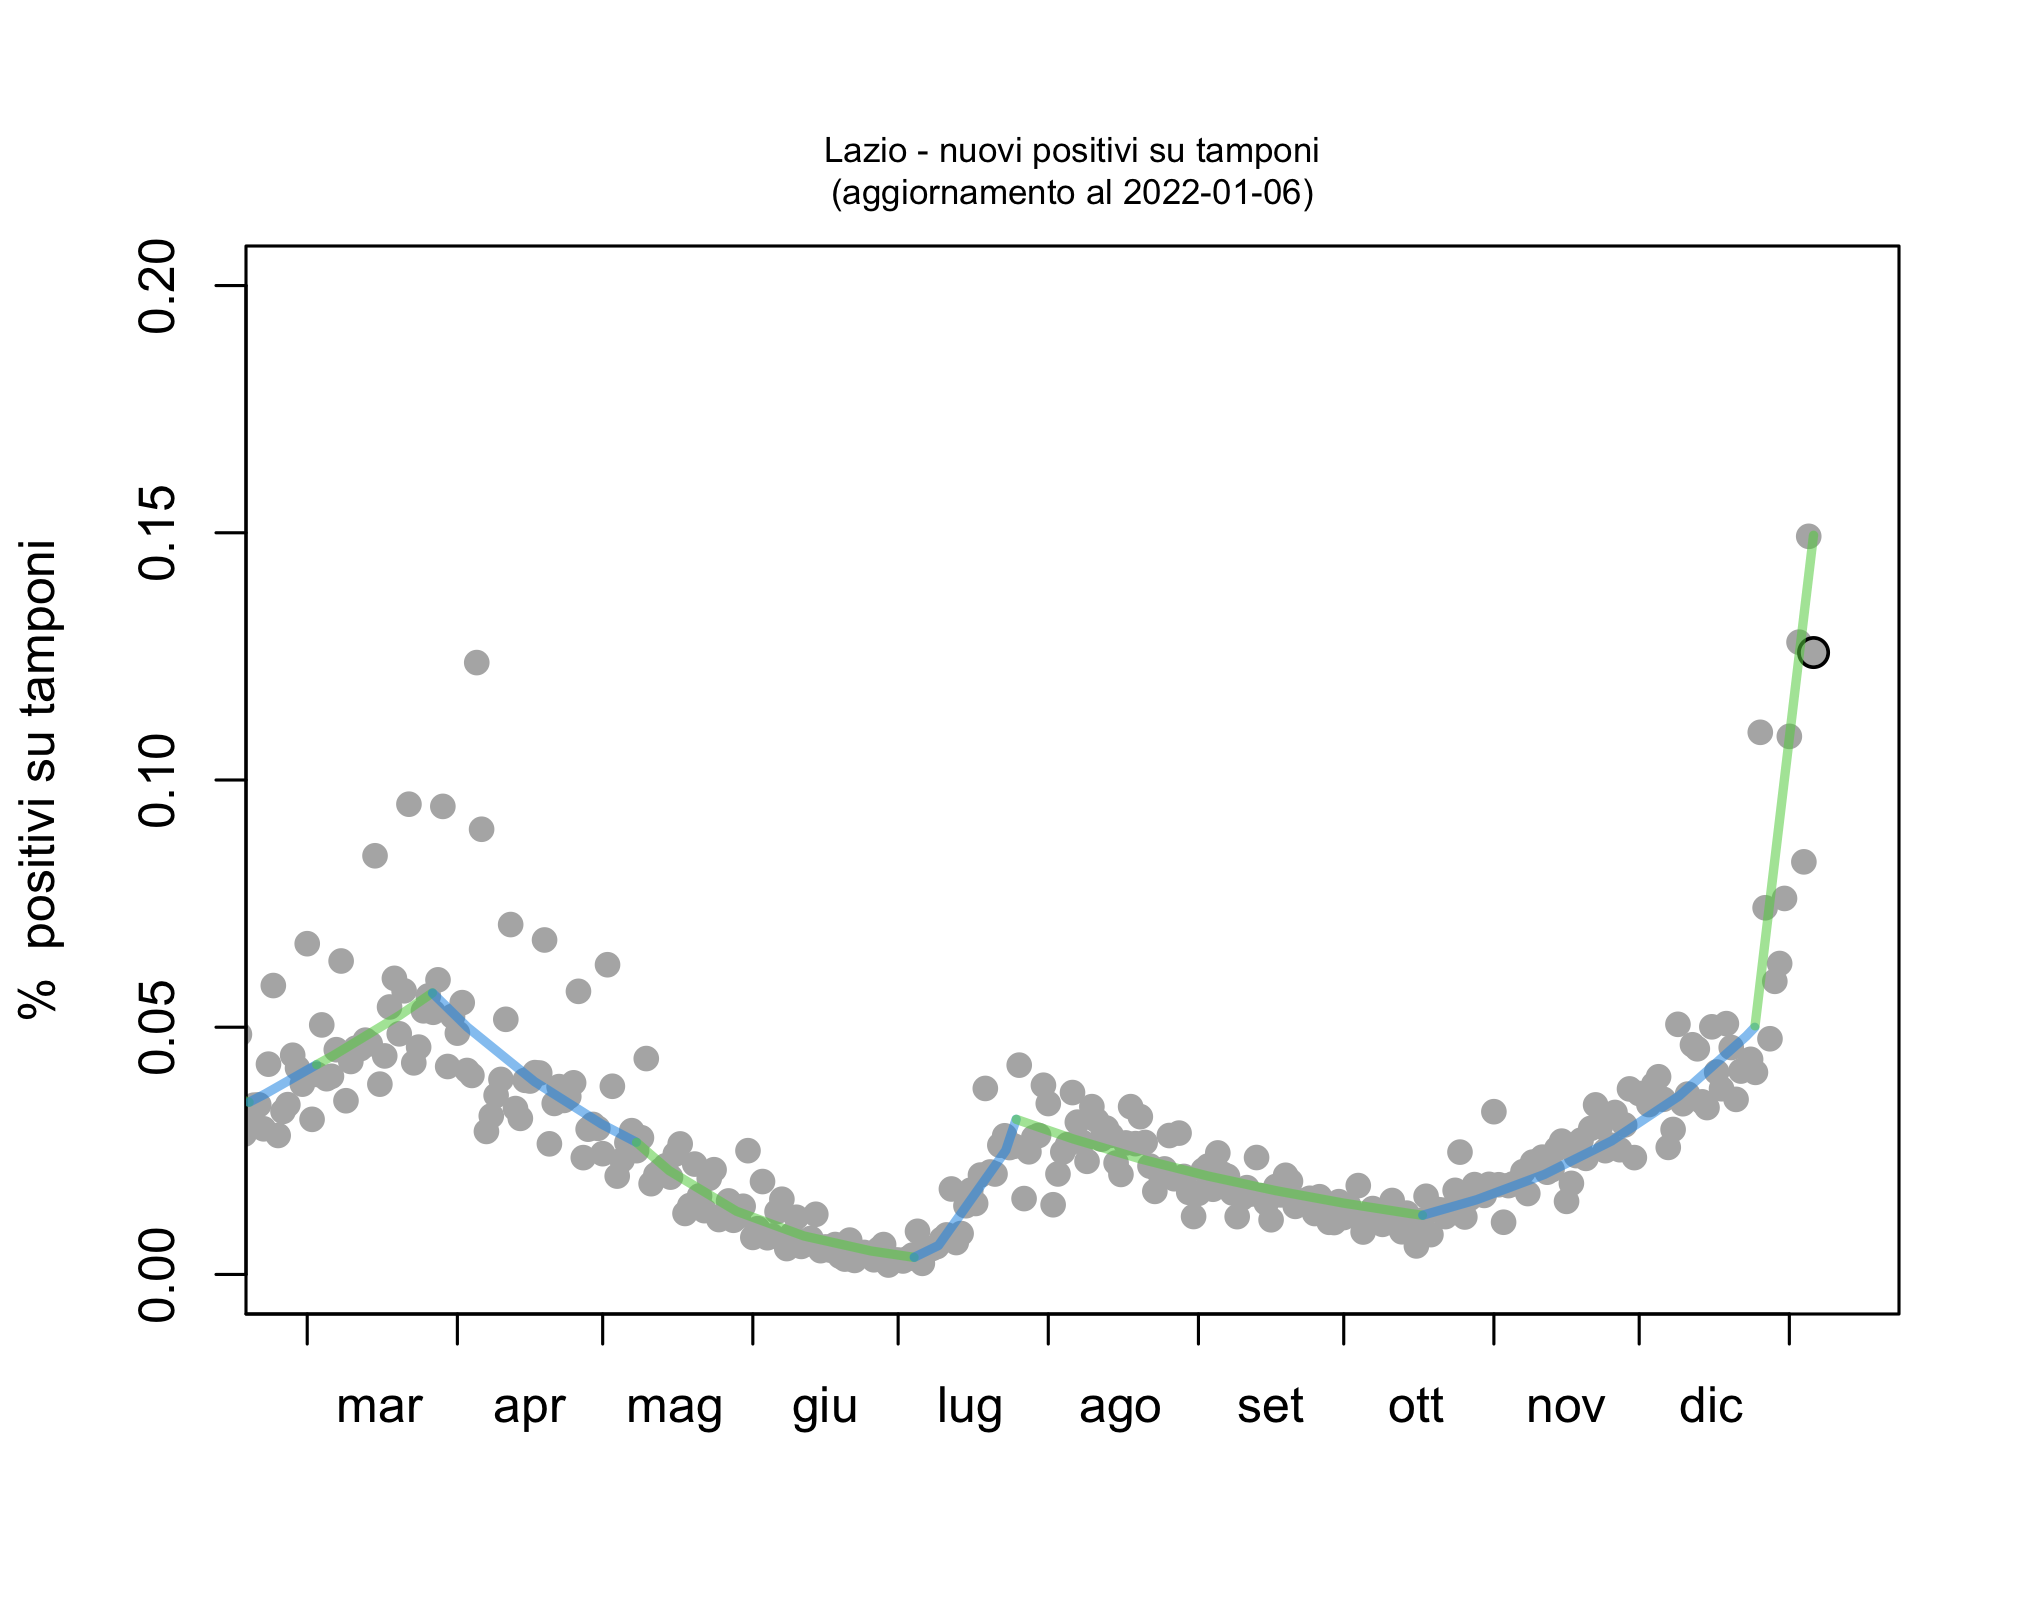 Lazio - nuovi positivi su tamponi
(aggiornamento al 2022-01-06)
% positivi su tamponi
0.20
0.15
0.10
0.05
0.00
mar apr mag giu lug ago set ott nov dic